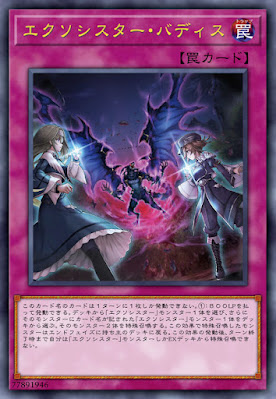 エクソシスター・バディス
罠
トラップ
【罠カード】
このカード名のカードは1ターンに1枚しか発動できない。①:800LPを払
って発動できる。デッキから「エクソシスター」モンスター1体を選び、さらに
そのモンスターにカード名が記された「エクソシスター」モンスター1体をデッ
キから選ぶ。そのモンスター2体を特殊召喚する。この効果で特殊召喚したモン
スターはエンドフェイズに持ち主のデッキに戻る。この効果の発動後、ターン終
了時まで自分は「エクソシスター」モンスターしかEXデッキから特殊召喚でき
ない。
77891946